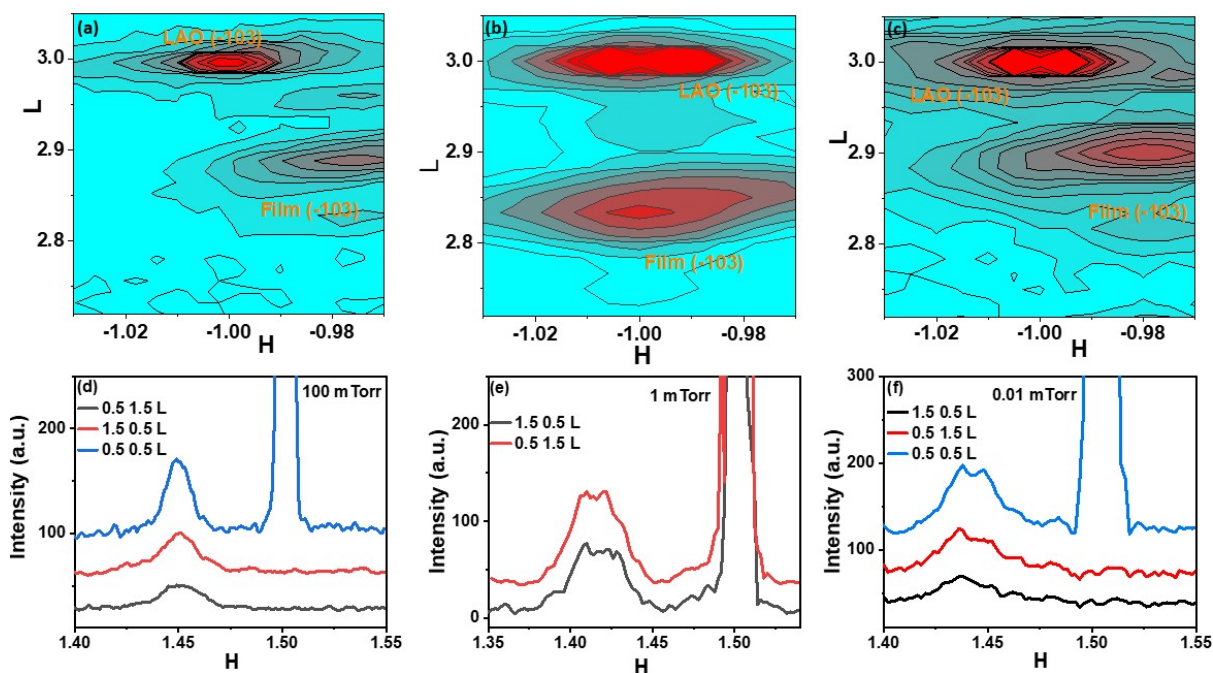 (a)
LAO (-103)
Film (-103)
3.0
2.9
2.8
L
-1.02
-1.00
-0.98
H
(b)
LAO (-103)
Film (-103)
3.0
2.9
2.8
L
-1.02
-1.00
-0.98
H
(c)
LAO (-103)
Film (-103)
3.0
2.9
2.8
L
-1.02
-1.00
-0.98
H
(d)
100 m Torr
0.5 1.5 L
1.5 0.5 L
0.5 0.5 L
200
100
Intensity (a.u.)
1.40
1.45
1.50
1.55
H
(e)
1 m Torr
1.5 0.5 L
0.5 1.5 L
200
100
0
Intensity (a.u.)
1.35
1.40
1.45
1.50
H
(f)
0.01 mTorr
1.5 0.5 L
0.5 1.5 L
0.5 0.5 L
300
200
100
Intensity (a.u.)
1.40
1.45
1.50
1.55
H